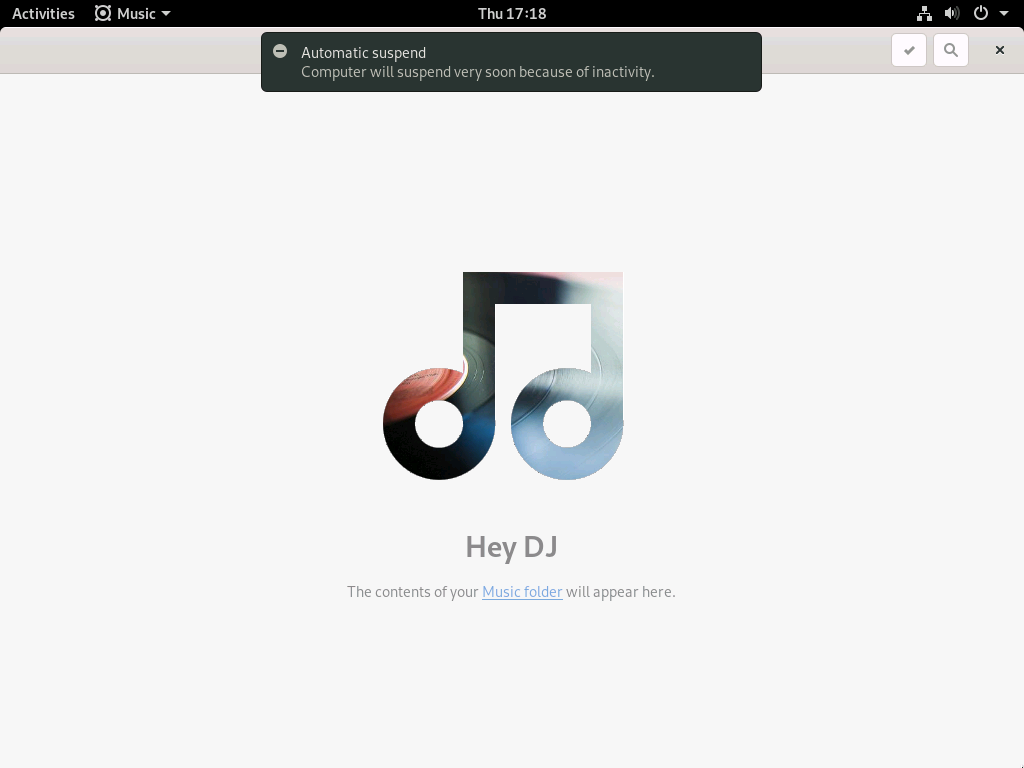 Activities Music Thu 17:18
Automatic suspend
Computer will suspend very soon because of inactivity.
Hey DJ
The contents of your Music folder will appear here.